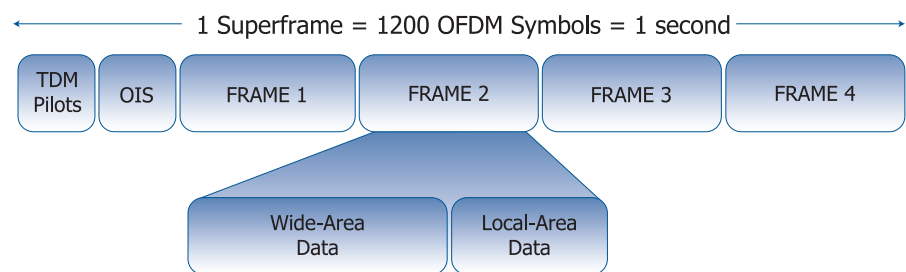 1 Superframe = 1200 OFDM Symbols = 1 second
TDM
Pilots
OIS
FRAME 1
FRAME 2
FRAME 3
FRAME 4
Wide-Area
Data
Local-Area
Data